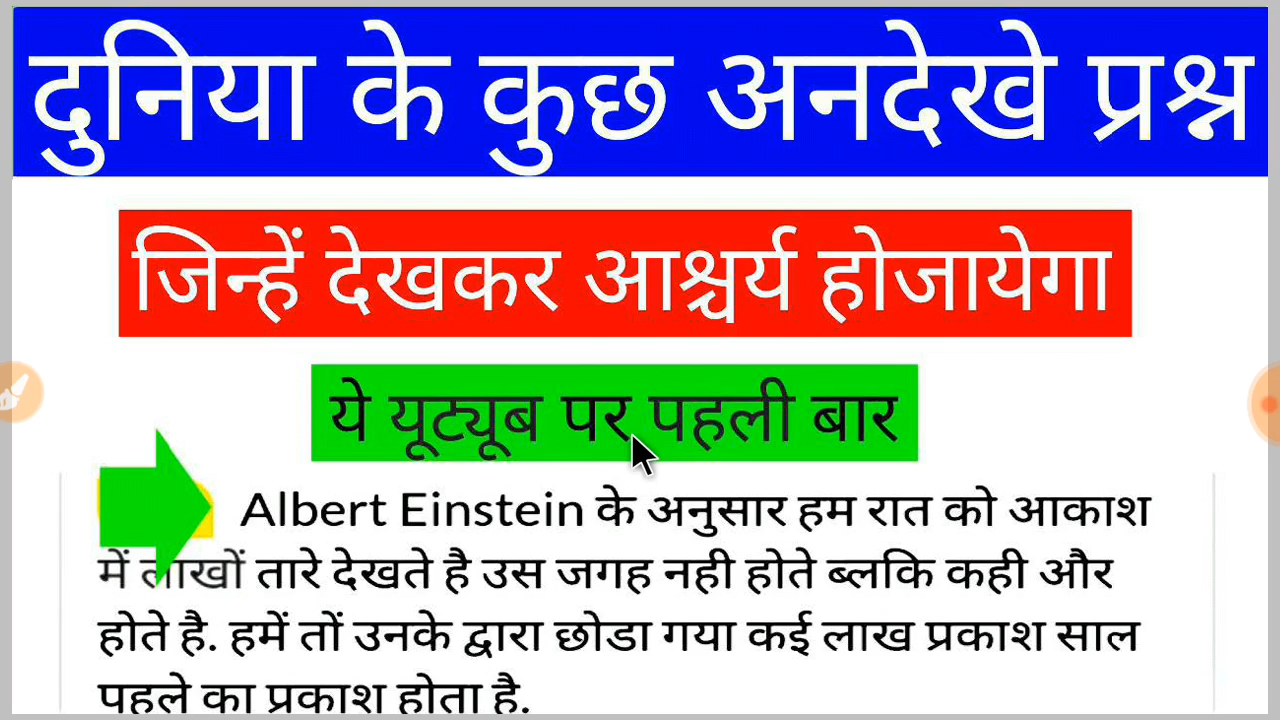 दुनिया के कुछ अनदेखे प्रश्न
जिन्हें देखकर आश्चर्य होजायेगा
ये यूट्यूब पर पहली बार
Albert Einstein के अनुसार हम रात को आकाश
में लाखों तारे देखते है उस जगह नही होते ब्लकि कही और
होते है. हमें तों उनके द्वारा छोडा गया कई लाख प्रकाश साल
पहले का प्रकाश होता है.